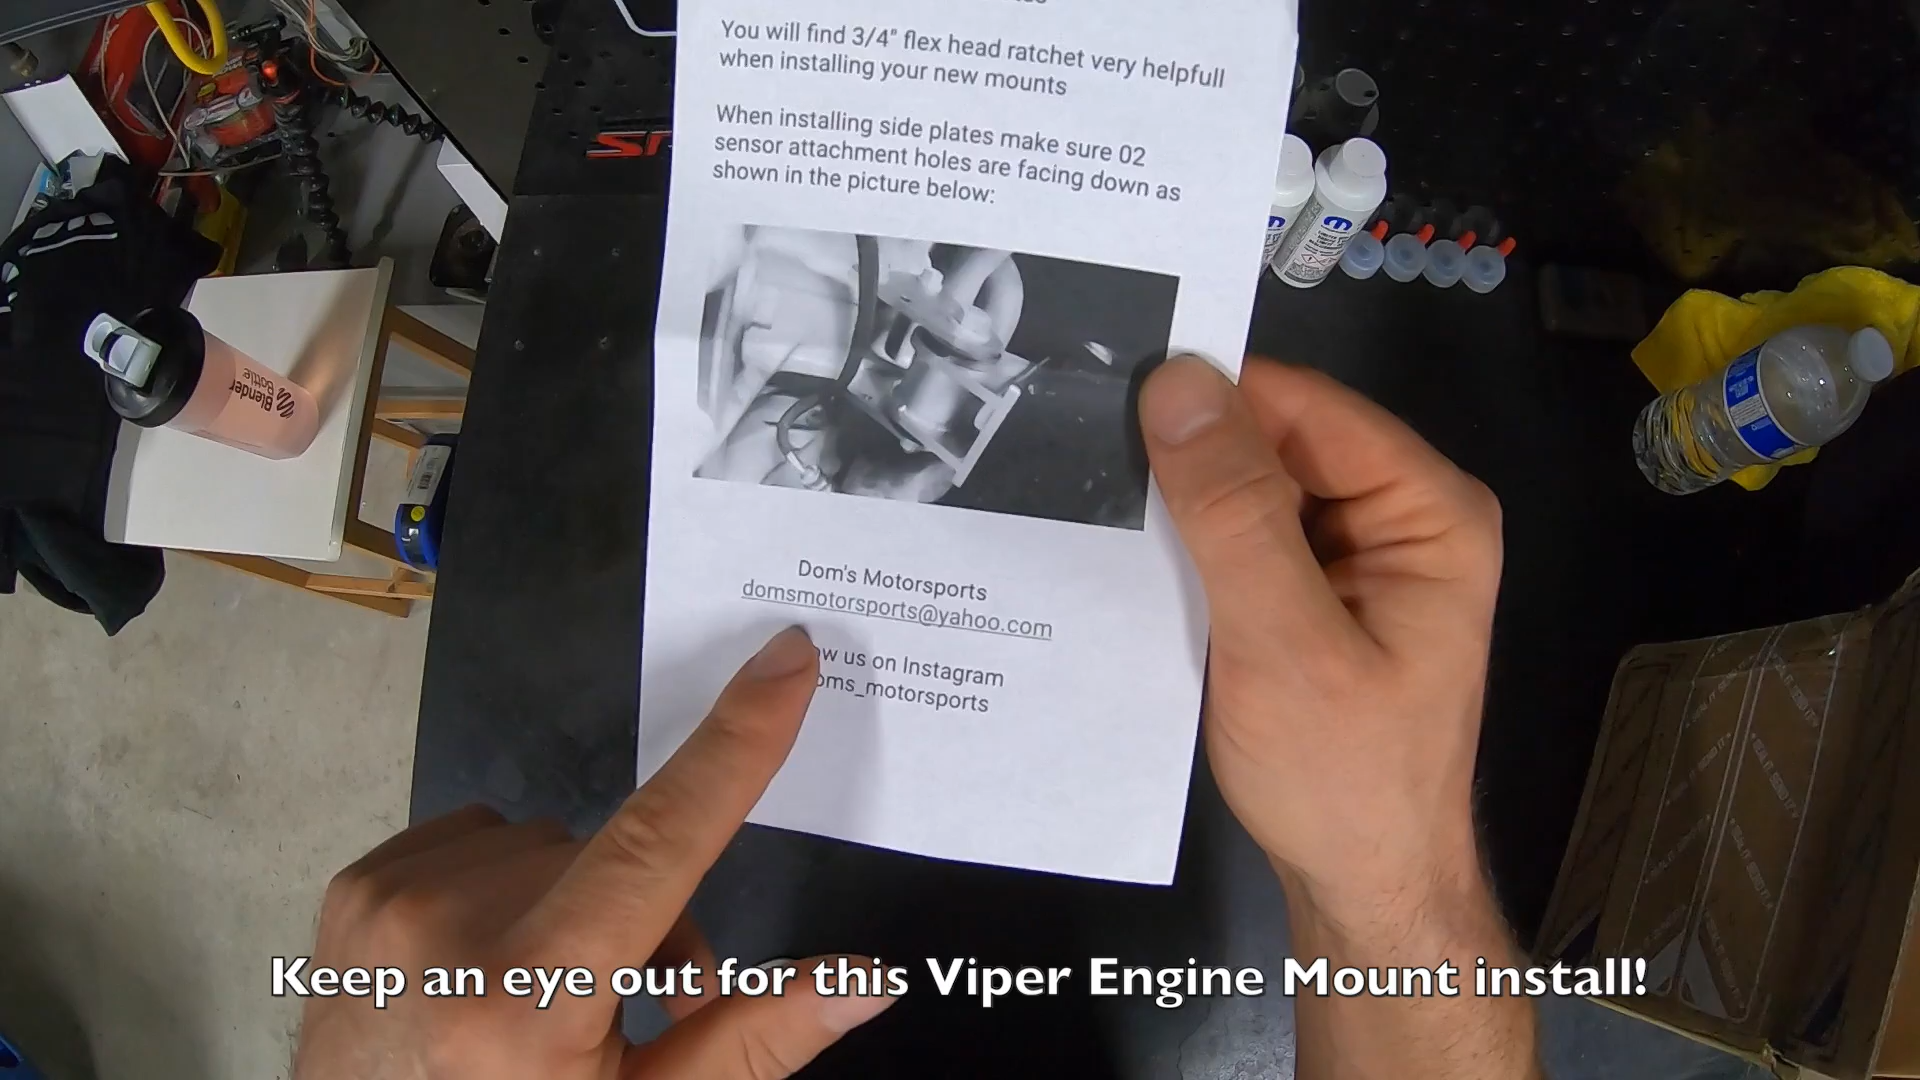 You will find 3/4" flex head ratchet very helpfull
when installing your new mounts
When installing side plates make sure 02
sensor attachment holes are facing down as
shown in the picture below:
Dom's Motorsports
domsmotorsports@yahoo.com
us on Instagram
Blender
Bottle
Keep an eye out for this Viper Engine Mount install!